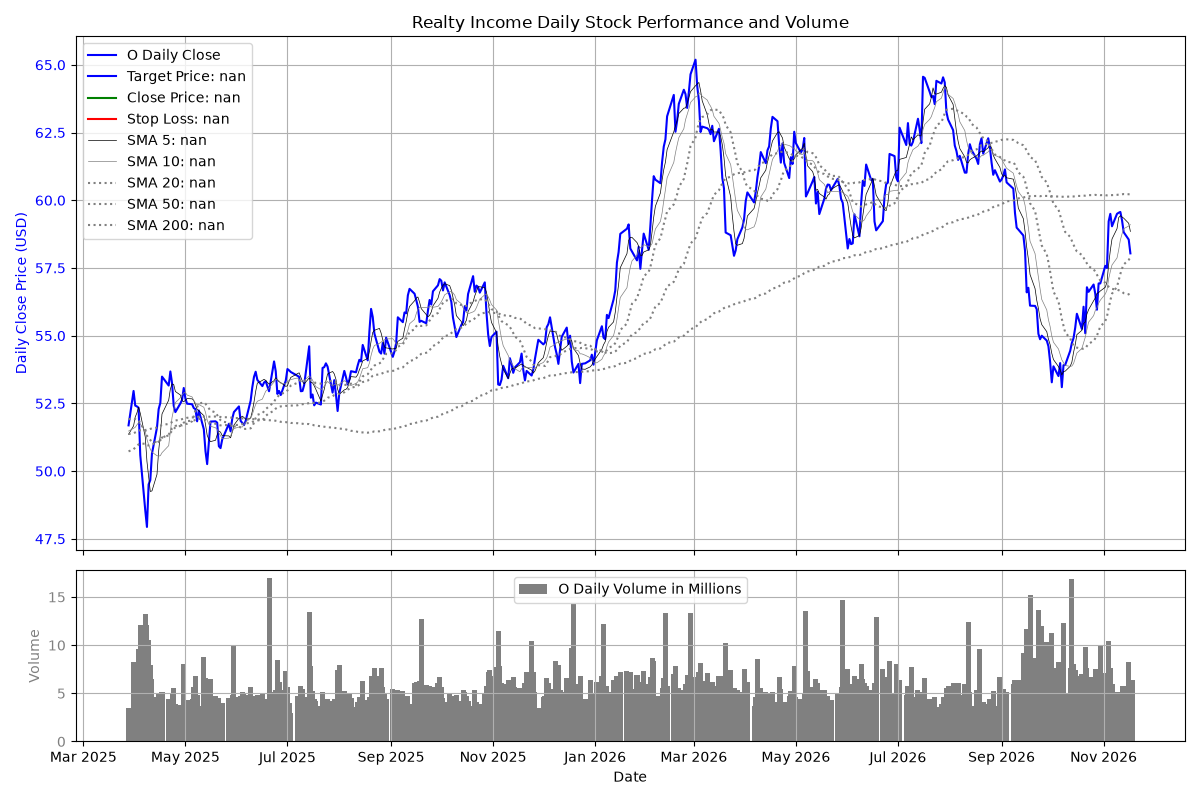 Realty Income Daily Stock Performance and Volume
O Daily Close
Target Price: nan
Close Price: nan
Stop Loss: nan
SMA 5: nan
SMA 10: nan
SMA 20: nan
SMA 50: nan
SMA 200: nan
65.0
62.5
60.0
57.5
55.0
52.5
50.0
47.5
Daily Close Price (USD)
O Daily Volume in Millions
15
10
5
0
Volume
Mar 2025 May 2025 Jul 2025 Sep 2025 Nov 2025 Jan 2026 Mar 2026 May 2026 Jul 2026 Sep 2026 Nov 2026
Date